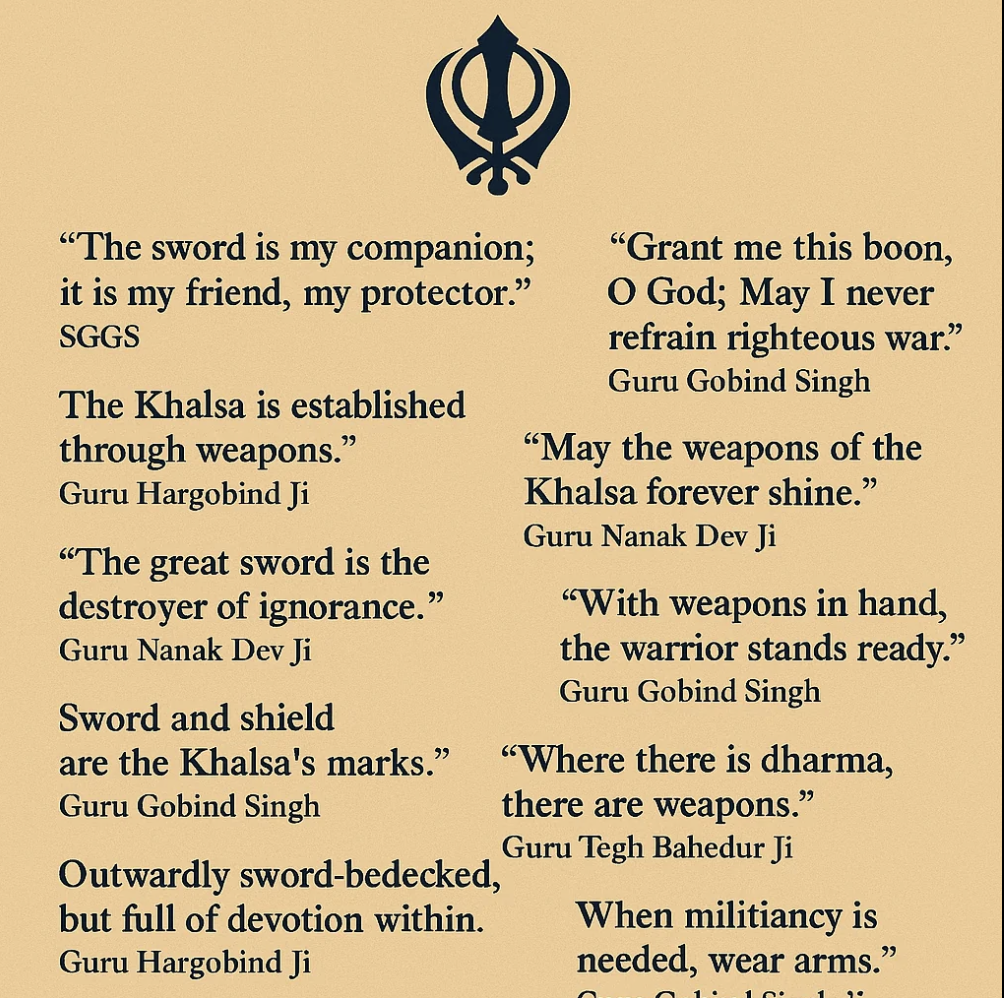 “The sword is my companion;
it is my friend, my protector.”
SGGS
The Khalsa is established
through weapons.”
Guru Hargobind Ji
“The great sword is the
destroyer of ignorance.”
Guru Nanak Dev Ji
Sword and shield
are the Khalsa's marks.”
Guru Gobind Singh
Outwardly sword-bedecked,
but full of devotion within.
Guru Hargobind Ji
“Grant me this boon,
O God; May I never
refrain righteous war.”
Guru Gobind Singh
“May the weapons of the
Khalsa forever shine.”
Guru Nanak Dev Ji
“With weapons in hand,
the warrior stands ready.”
Guru Gobind Singh
“Where there is dharma,
there are weapons.”
Guru Tegh Bahedur Ji
When militiancy is
needed, wear arms.”